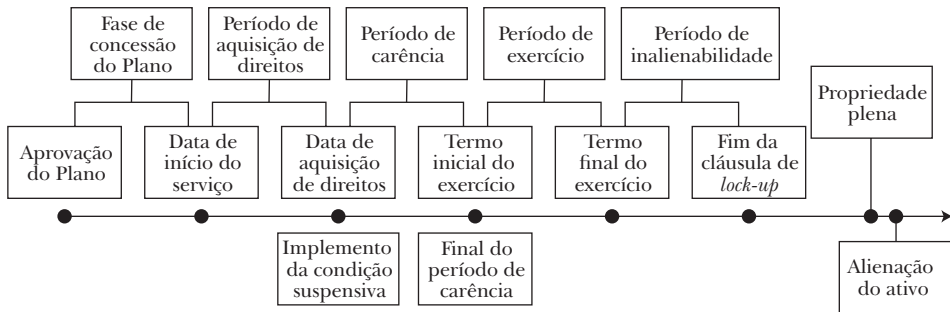 Fase de
concessão
do Plano
Período de
aquisição de
direitos
Período de
carência
Período de
exercício
Período de
inalienabilidade
Propriedade
plena
Aprovação
do Plano
Data de
início do
serviço
Data de
aquisição
de direitos
Termo
inicial do
exercício
Termo
final do
exercício
Fim da
cláusula de
lock-up
Implemento
da condição
suspensiva
Final do
período de
carência
Alienação
do ativo